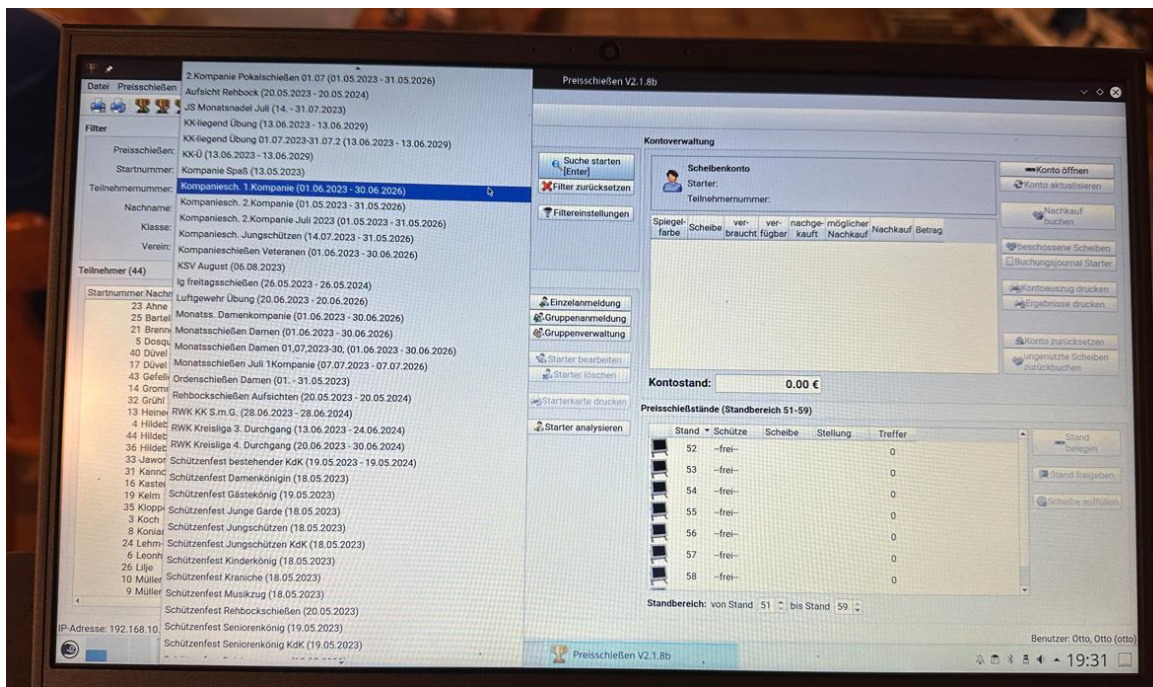 Preisschießen V2.1.8b
Datei Preisschießen
Filter
Preisschießen:
Startnummer:
Teilnehmernummer:
Nachname:
Klasse:
Verein:
2.Kompanie Pokalschießen 01.07 (01.05.2023 - 31.05.2026)
Aufsicht Rehbock (20.05.2023 - 20.05.2024)
JS Monatsnadel Juli (14. - 31.07.2023)
KK-liegend Übung (13.06.2023 - 13.06.2029)
KK-liegend Übung 01.07.2023-31.07.2 (13.06.2023 - 13.06.2029)
KK-Ü (13.06.2023 - 13.06.2029)
Kompanie Spaß (13.05.2023)
Kompaniesch. 1.Kompanie (01.06.2023 - 30.06.2026)
Kompaniesch. 2.Kompanie (01.05.2023 - 31.05.2026)
Kompaniesch. 2.Kompanie Juli 2023 (01.05.2023 - 31.05.2026)
Kompaniesch. Jungschützen (14.07.2023 - 31.05.2026)
Kompanieschießen Veteranen (01.06.2023 - 30.06.2026)
KSV August (06.08.2023)
lg freitagsschießen (26.05.2023 - 26.05.2024)
Luftgewehr Übung (20.06.2023 - 20.06.2026)
Monatss. Damenkompanie (01.06.2023 - 30.06.2026)
Monatsschießen Damen (01.06.2023 - 30.06.2026)
Monatsschießen Damen 01,07,2023-30, (01.06.2023 - 30.06.2026)
Monatsschießen Juli 1Kompanie (07.07.2023 - 07.07.2026)
Ordenschießen Damen (01. - 31.05.2023)
Rehbockschießen Aufsichten (20.05.2023 - 20.05.2024)
RWK KK S.m.G. (28.06.2023 - 28.06.2024)
RWK Kreisliga 3. Durchgang (13.06.2023 - 24.06.2024)
RWK Kreisliga 4. Durchgang (20.06.2023 - 30.06.2024)
Schützenfest bestehender KdK (19.05.2023 - 19.05.2024)
Schützenfest Damenkönigin (18.05.2023)
Schützenfest Gästekönig (19.05.2023)
Schützenfest Junge Garde (18.05.2023)
Schützenfest Jungschützen (18.05.2023)
Schützenfest Jungschützen KdK (18.05.2023)
Schützenfest Kinderkönig (18.05.2023)
Schützenfest Kraniche (18.05.2023)
Schützenfest Musikzug (18.05.2023)
Schützenfest Rehbockschießen (20.05.2023)
Schützenfest Seniorenkönig (19.05.2023)
Schützenfest Seniorenkönig KdK (19.05.2023)
Teilnehmer (44)
Startnummer Nachn
23 Ahne
25 Bartel
21 Brenn
5 Dosqu
40 Düvel
17 Düvel
43 Gefell
14 Grom
32 Grühl
13 Heine
4 Hildeb
44 Hildeb
36 Hildeb
33 Jawor
31 Kann
16 Kaste
19 Kelm
35 Klopp
3 Koch
8 Konia
24 Lehm-
6 Leonh
26 Lilje
10 Müller
9 Müller
IP-Adresse: 192.168.10.
Suche starten
[Enter]
Filter zurücksetzen
Filtereinstellungen
Einzelanmeldung
Gruppenanmeldung
Gruppenverwaltung
Starter bearbeiten
Starter löschen
Starterkarte drucken
Starter analysieren
Kontoverwaltung
Scheibenkonto
Starter:
Teilnehmernummer:
Spiegel-farbe Scheibe ver-braucht ver-fügbar nachge-kauft möglicher Nachkauf Nachkauf Betrag
Kontostand: 0.00 €
Konto öffnen
Konto aktualisieren
Nachkauf
buchen
beschossene Scheiben
Buchungsjournal Starter
Kontoauszug drucken
Ergebnisse drucken
Konto zurücksetzen
ungenutzte Scheiben
zurückbuchen
Preisschießstände (Standbereich 51-59)
Stand Schütze Scheibe Stellung Treffer
52 --frei-- 0
53 --frei-- 0
54 --frei-- 0
55 --frei-- 0
56 --frei-- 0
57 --frei-- 0
58 --frei-- 0
Stand
belegen
Stand freigeben
Scheibe auffüllen
Standbereich: von Stand 51 bis Stand 59
Benutzer: Otto, Otto (otto)
Preisschießen V2.1.8b
19:31